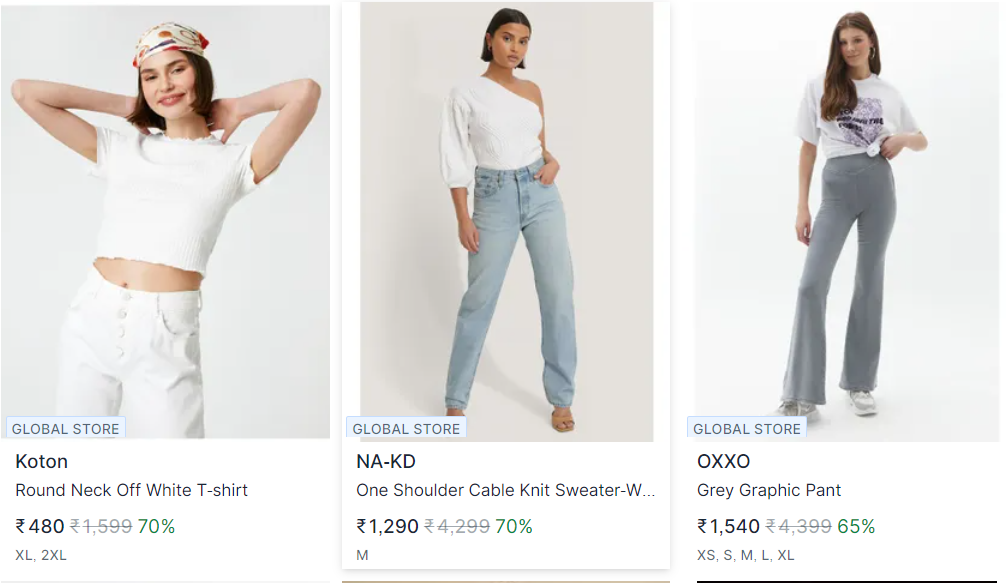 GLOBAL STORE
Koton
Round Neck Off White T-shirt
₹480 ₹1,599 70%
XL, 2XL
GLOBAL STORE
NA-KD
One Shoulder Cable Knit Sweater-W...
₹1,290 ₹4,299 70%
M
GLOBAL STORE
OXXO
Grey Graphic Pant
₹1,540 ₹4,399 65%
XS, S, M, L, XL